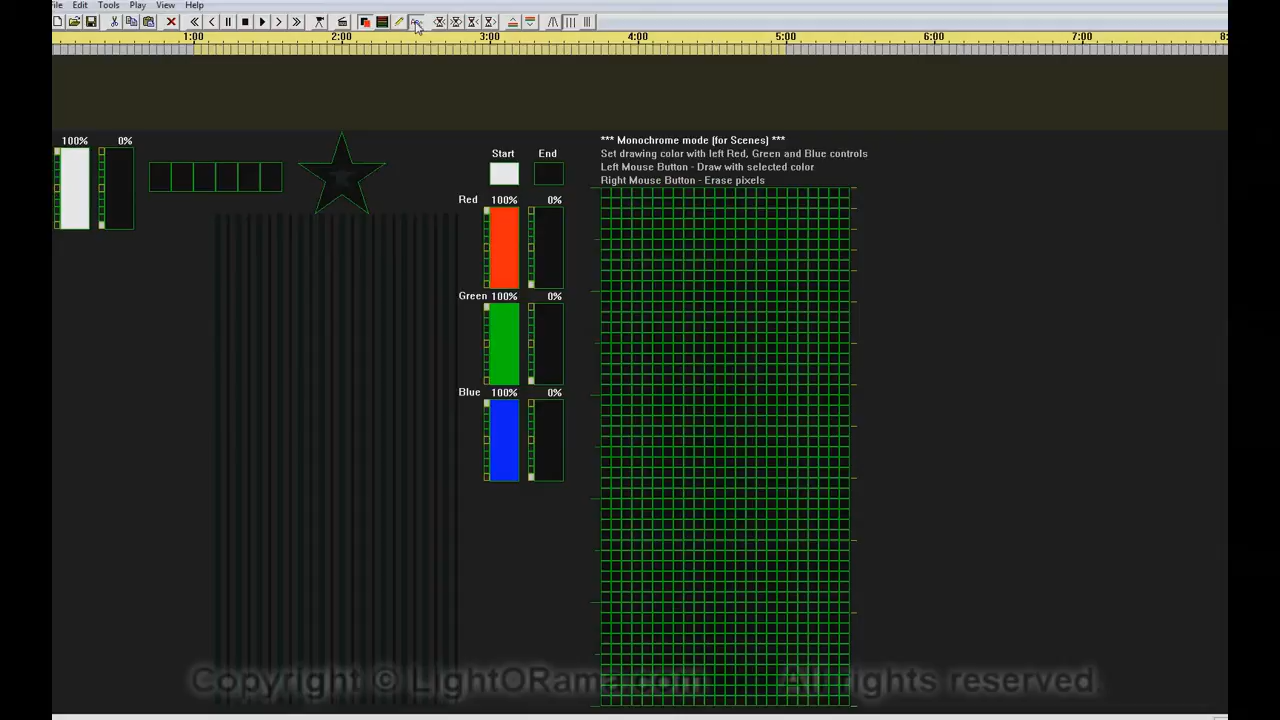 ile Edit Tools Play View Help
1:00 2:00 3:00 4:00 5:00 6:00 7:00 8:
100% 0%
Start End
Red 100% 0%
Green 100% 0%
Blue 100% 0%
*** Monochrome mode (for Scenes) ***
Set drawing color with left Red, Green and Blue controls
Left Mouse Button - Draw with selected color
Right Mouse Button - Erase pixels
Copyright © LightORama.com All rights reserved.